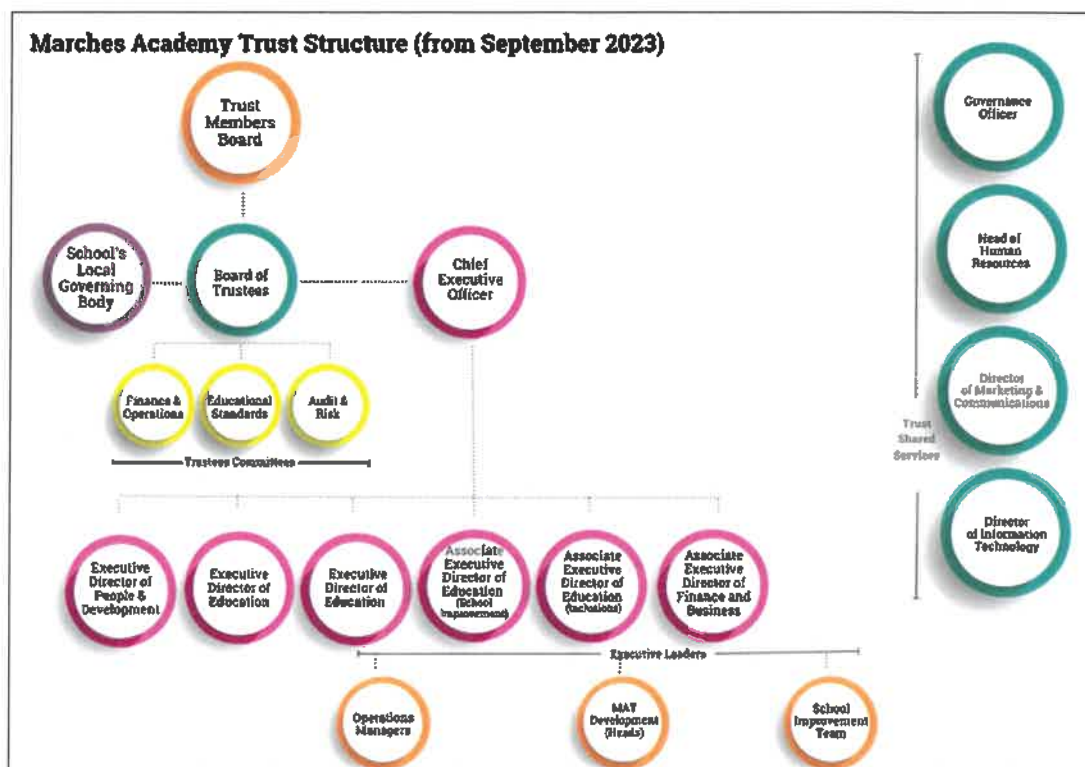 Marches Academy Trust Structure (from September 2023)
Trust
Members
Board
School's
Local
Governing
Body
Board of
Trustees
Chief
Executive
Officer
Finance &
Operations
Educational
Standards
Audit &
Risk
Trustees Committees
Executive
Director of
People &
Development
Executive
Director of
Education
Executive
Director of
Education
Associate
Executive
Director of
Education
(School
Improvement)
Associate
Executive
Director of
Education
(Inclusions)
Associate
Executive
Director of
Finance and
Business
Executive Leaders
Operations
Managers
MAT
Development
(Heads)
School
Improvement
Team
Governance
Officer
Head of
Human
Resources
Director
of Marketing &
Communications
Trust
Shared
Services
Director
of Information
Technology